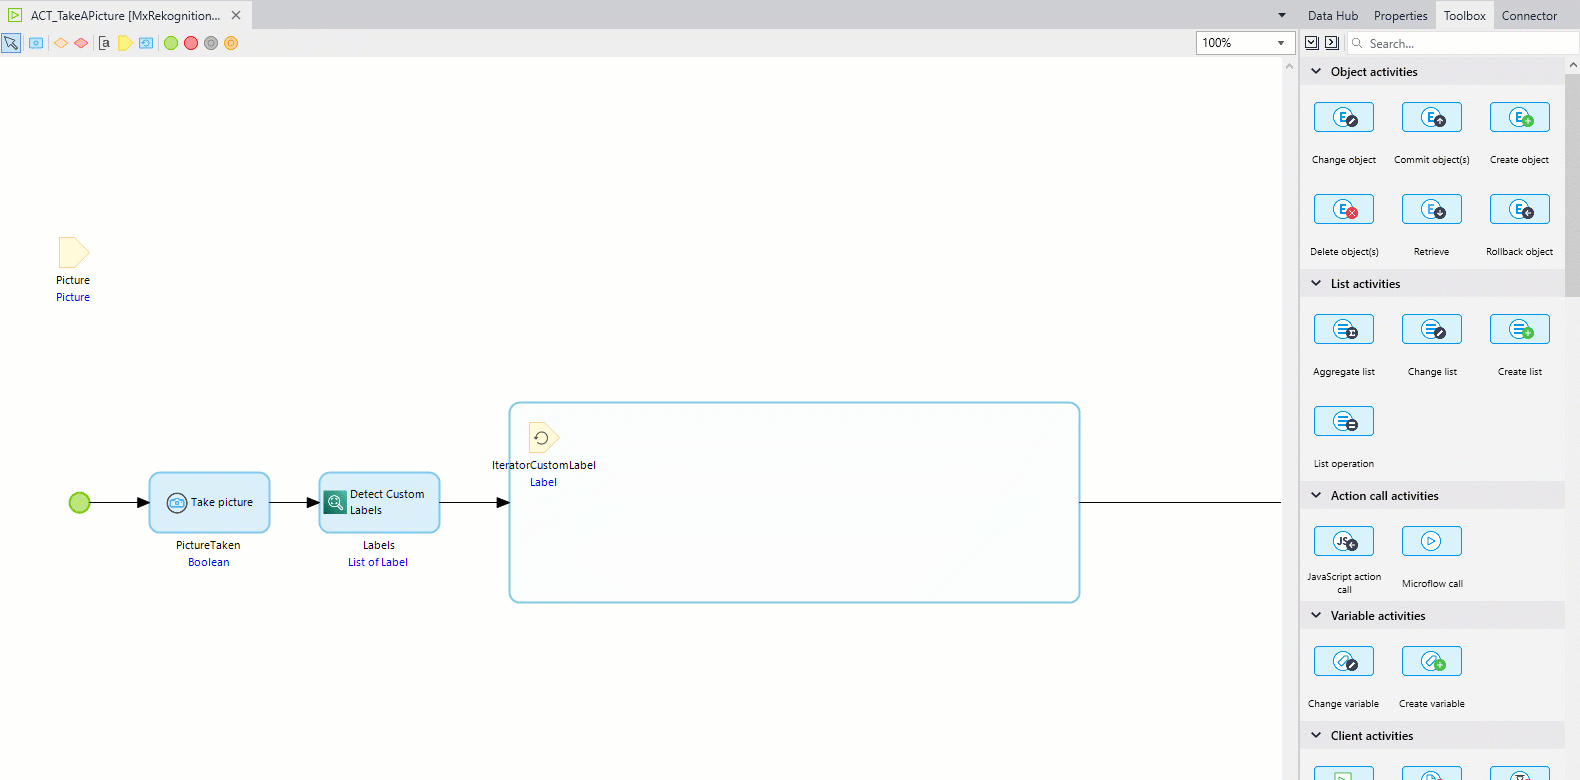 ACT_TakeAPicture [MxRekognition...
Data Hub
Properties
Toolbox
Connector
100%
Search...
Object activities
Change object
Commit object(s)
Create object
Delete object(s)
Retrieve
Rollback object
List activities
Aggregate list
Change list
Create list
List operation
Action call activities
JavaScript action
call
Microflow call
Variable activities
Change variable
Create variable
Client activities
Picture
Picture
IteratorCustomLabel
Label
Take picture
PictureTaken
Boolean
Detect Custom
Labels
Labels
List of Label